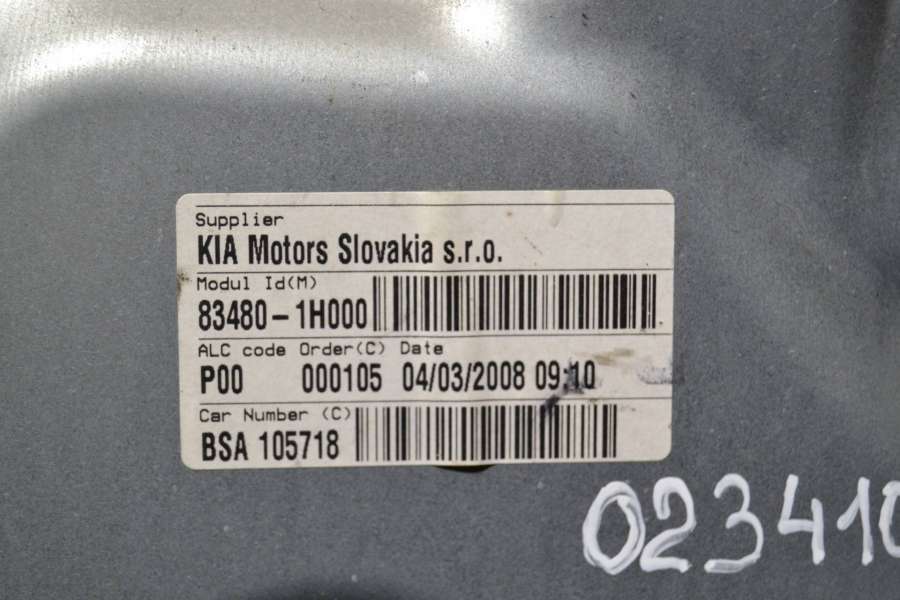 Supplier
KIA Motors Slovakia s.r.o.
Modul Id(M)
83480-1H000
ALC code Order(C) Date
P00 000105 04/03/2008 09:10
Car Number (C)
BSA 105718
023410